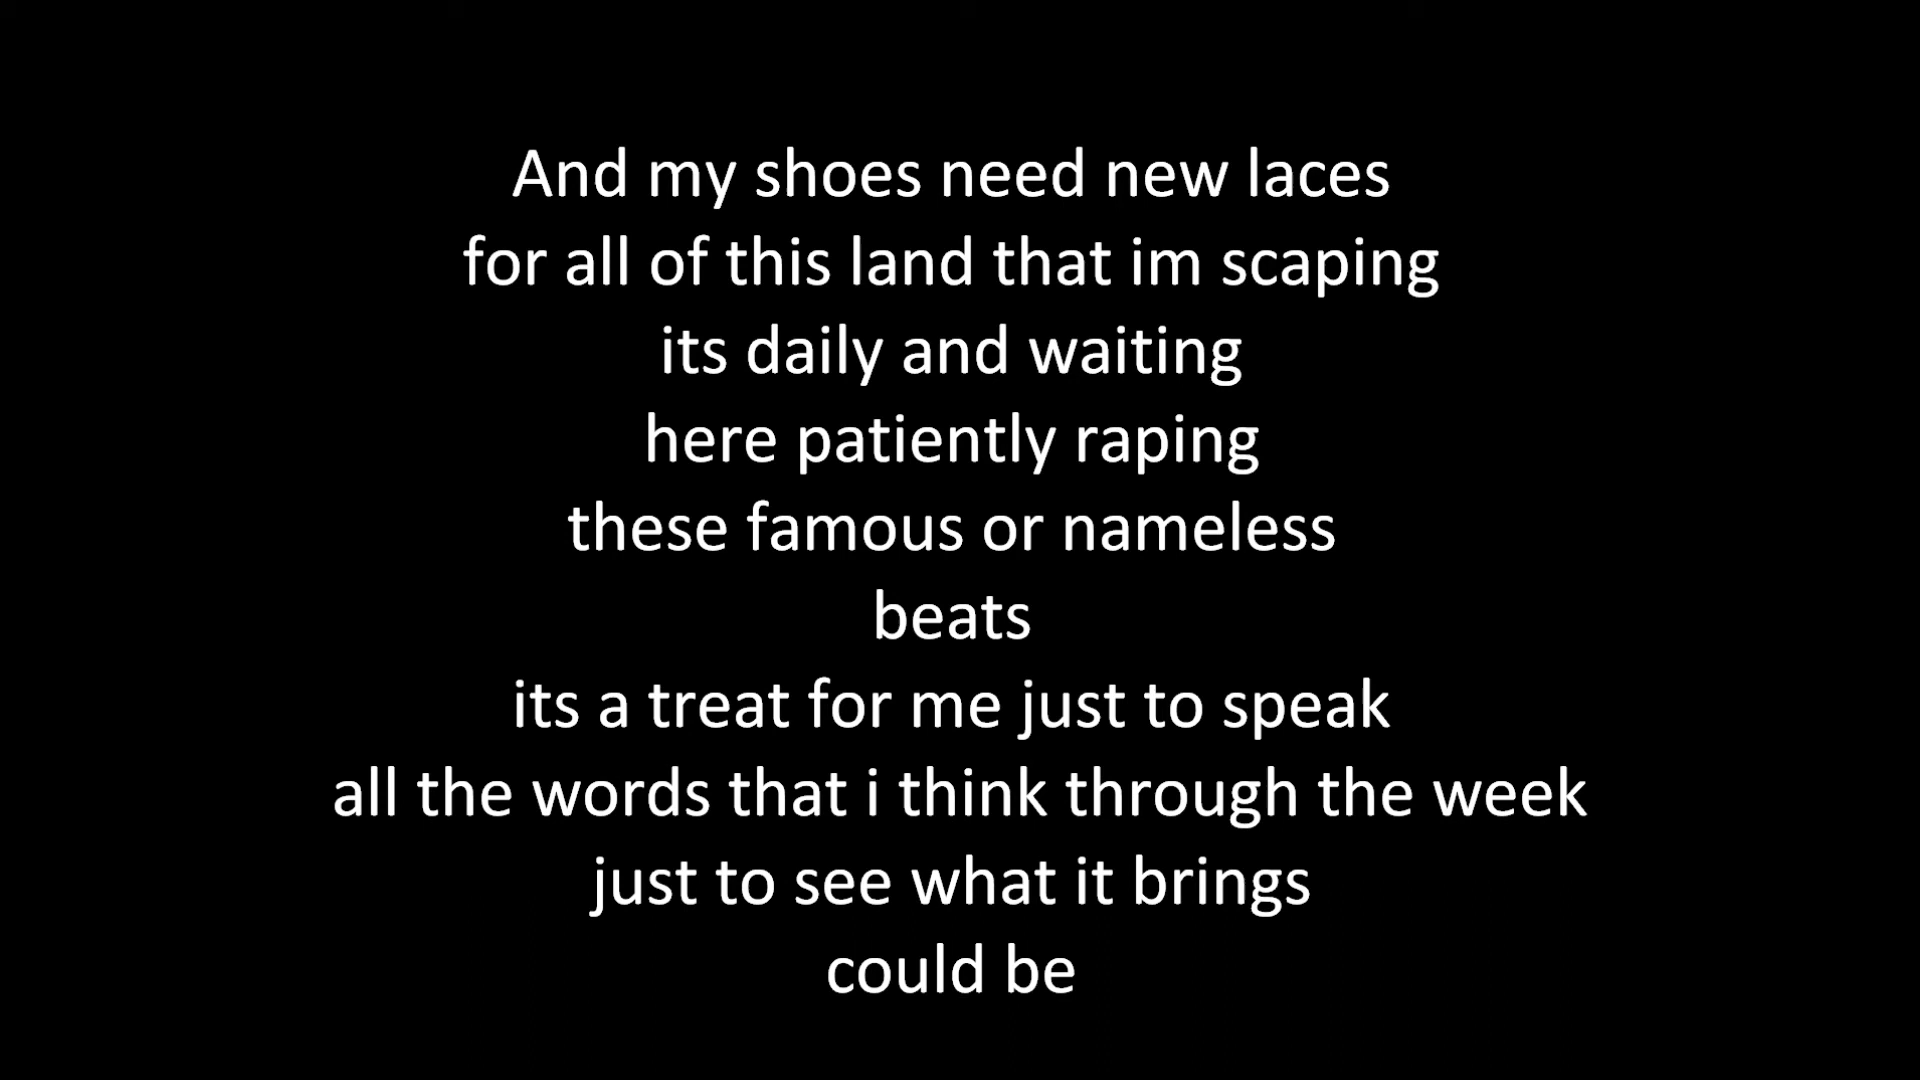 And my shoes need new laces
for all of this land that im scaping
its daily and waiting
here patiently raping
these famous or nameless
beats
its a treat for me just to speak
all the words that i think through the week
just to see what it brings
could be